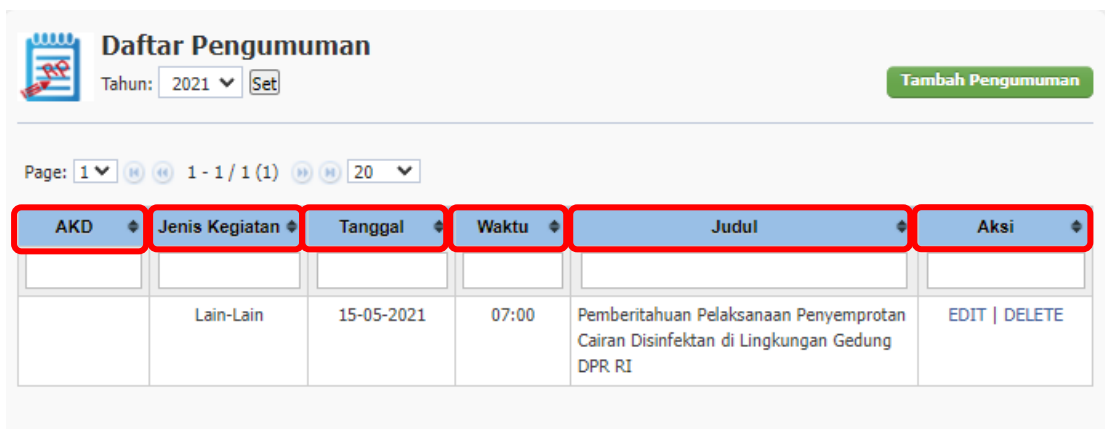 RP
Daftar Pengumuman
Tahun: 2021 Set
Tambah Pengumuman
Page: 1 1 - 1 / 1 (1) 20
AKD Jenis Kegiatan Tanggal Waktu Judul Aksi
Lain-Lain 15-05-2021 07:00 Pemberitahuan Pelaksanaan Penyemprotan EDIT | DELETE
Cairan Disinfektan di Lingkungan Gedung
DPR RI